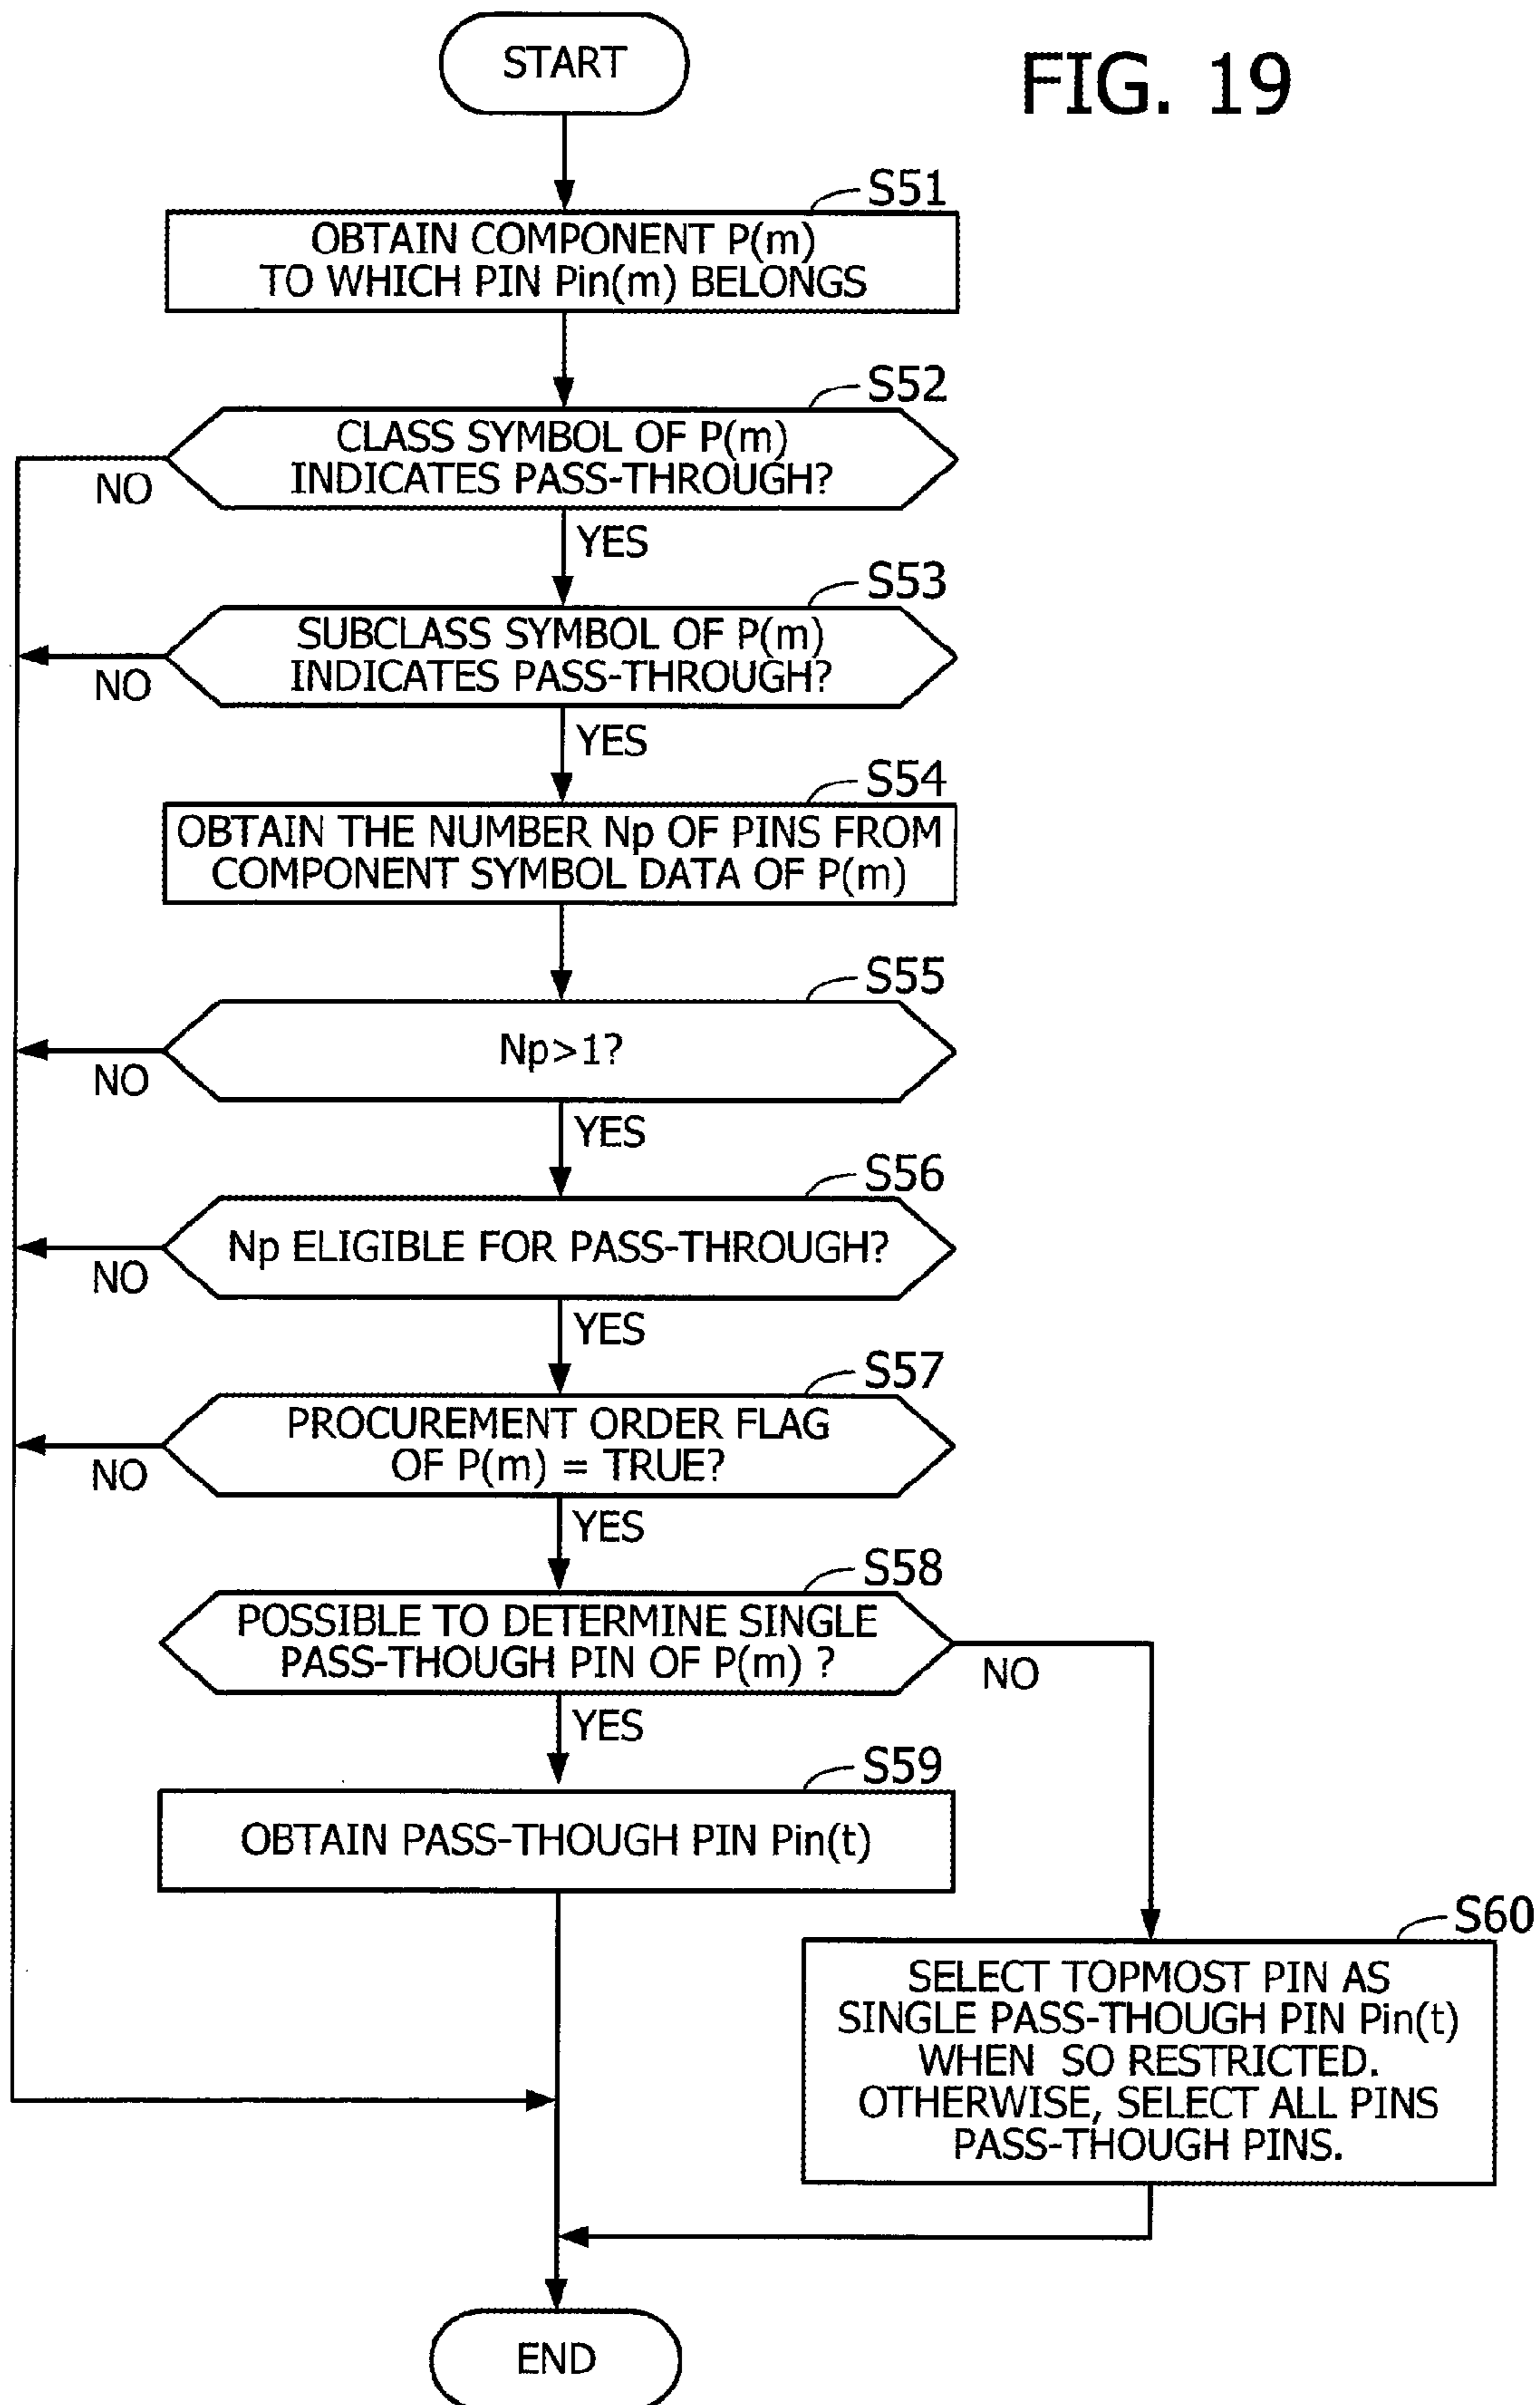 START
FIG. 19
S51
OBTAIN COMPONENT P(m)
TO WHICH PIN Pin(m) BELONGS
S52
CLASS SYMBOL OF P(m)
INDICATES PASS-THROUGH?
NO
YES
S53
SUBCLASS SYMBOL OF P(m)
INDICATES PASS-THROUGH?
NO
YES
S54
OBTAIN THE NUMBER Np OF PINS FROM
COMPONENT SYMBOL DATA OF P(m)
S55
Np>1?
NO
YES
S56
Np ELIGIBLE FOR PASS-THROUGH?
NO
YES
S57
PROCUREMENT ORDER FLAG
OF P(m) = TRUE?
NO
YES
S58
POSSIBLE TO DETERMINE SINGLE
PASS-THOUGH PIN OF P(m) ?
NO
YES
S59
OBTAIN PASS-THOUGH PIN Pin(t)
S60
SELECT TOPMOST PIN AS
SINGLE PASS-THOUGH PIN Pin(t)
WHEN SO RESTRICTED.
OTHERWISE, SELECT ALL PINS
PASS-THOUGH PINS.
END